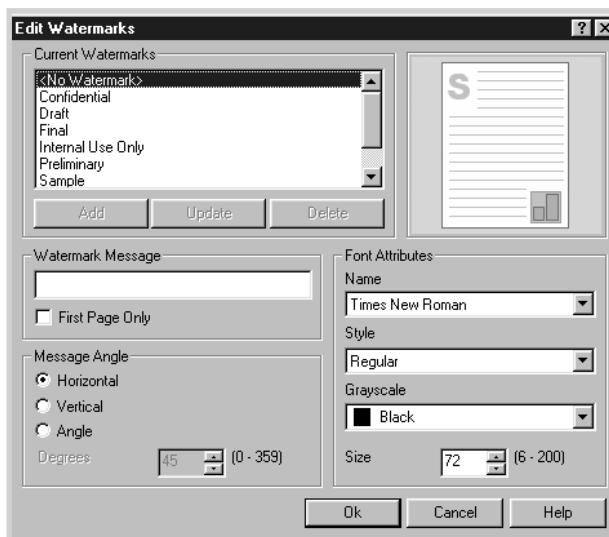 Edit Watermarks
Current Watermarks
<No Watermark>
Confidential
Draft
Final
Internal Use Only
Preliminary
Sample
Add Update Delete
S
Watermark Message
First Page Only
Message Angle
Horizontal
Vertical
Angle
Degrees 45 (0 - 359)
Font Attributes
Name
Times New Roman
Style
Regular
Grayscale
Black
Size 72 (6 - 200)
Ok Cancel Help